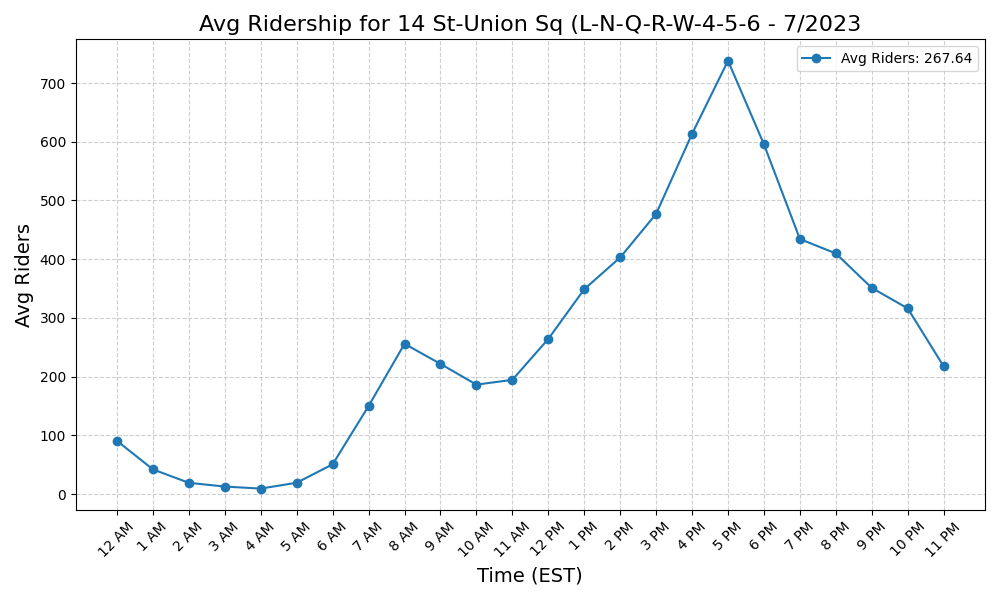 Avg Ridership for 14 St-Union Sq (L-N-Q-R-W-4-5-6 - 7/2023
Avg Riders: 267.64
Avg Riders
700
600
500
400
300
200
100
0
12 AM
1 AM
2 AM
3 AM
4 AM
5 AM
6 AM
7 AM
8 AM
9 AM
10 AM
11 AM
12 PM
1 PM
2 PM
3 PM
4 PM
5 PM
6 PM
7 PM
8 PM
9 PM
10 PM
11 PM
Time (EST)